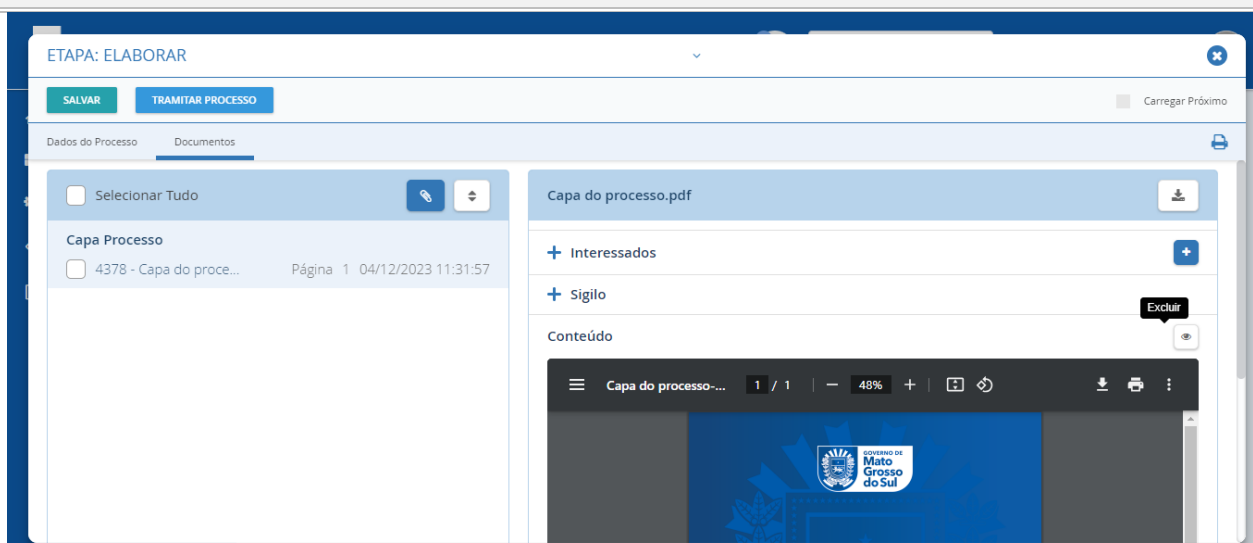 ETAPA: ELABORAR
SALVAR
TRAMITAR PROCESSO
Carregar Próximo
Dados do Processo
Documentos
Selecionar Tudo
Capa Processo
4378 - Capa do proce... Página 1 04/12/2023 11:31:57
Capa do processo.pdf
Interessados
Sigilo
Excluir
Conteúdo
Capa do processo-... 1 / 1 48%
GOVERNO DE
Mato
Grosso
do Sul